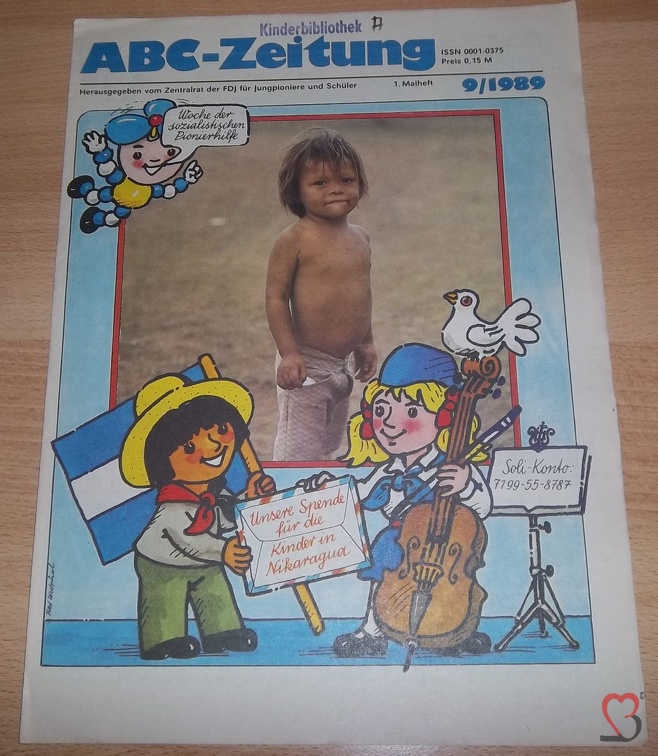 Kinderbibliothek
ABC-Zeitung
ISSN 0001-0375
Preis 0,15 M
Herausgegeben vom Zentralrat der FDJ für Jungpioniere und Schüler
1. Maiheft
9/1989
Woche der
sozialistischen
Pionierhilfe
Soli-Konto:
7199-55-8787
Unsere Spende
für die
Kinder in
Nikaragua